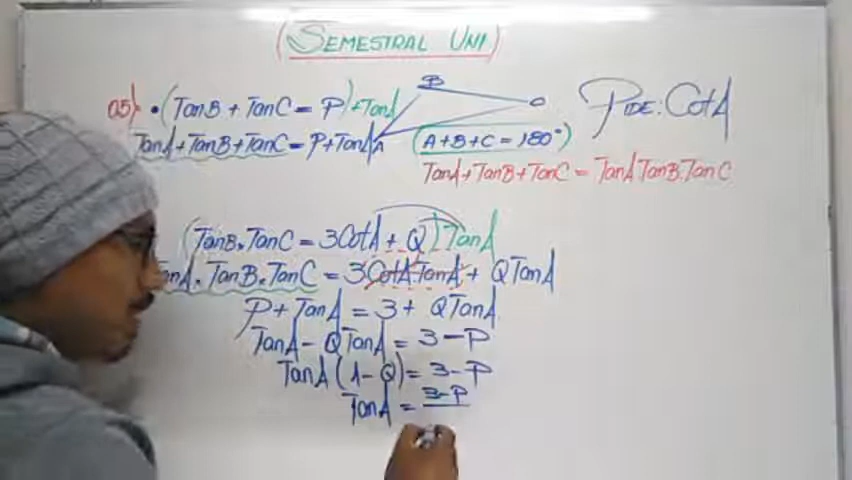 (SEMESTRAL UNI)
05) • (TanB + TanC = P) + TanA
B
C
A
PIDE: CotA
TanA + TanB + TanC = P + TanA
(A + B + C = 180°)
TanA + TanB + TanC = TanA TanB.TanC
(TanB.TanC = 3CotA + Q) TanA
TanA. TanB.TanC = 3CotA TanA + QTanA
P + TanA = 3 + QTanA
TanA - QTanA = 3 - P
TanA (1 - Q) = 3 - P
TanA = 3-P